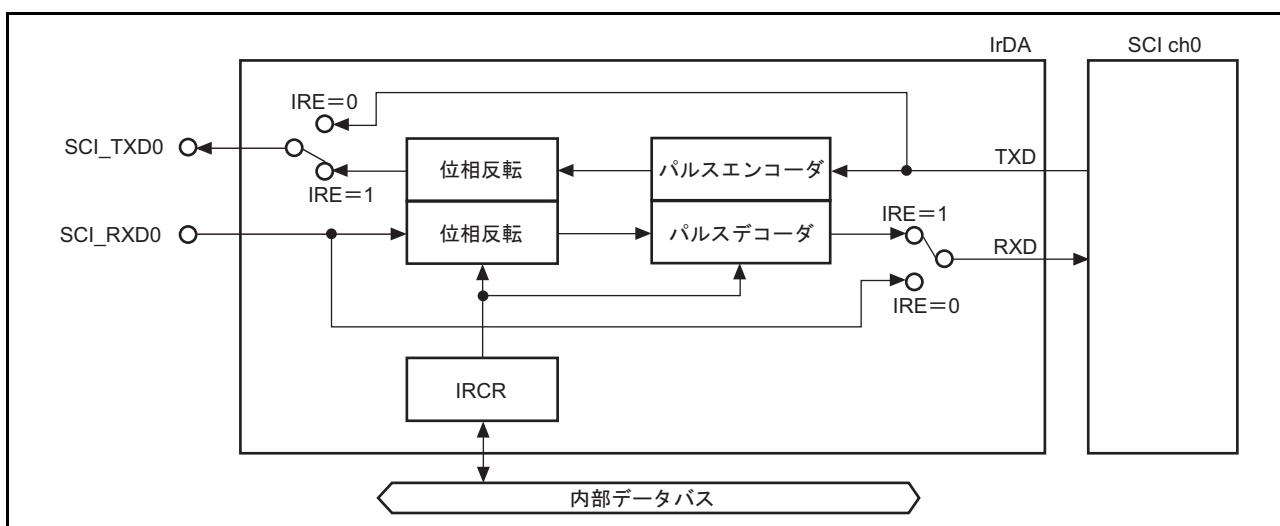 IrDA
SCI ch0
IRE＝0
SCI_TXD0
位相反転
パルスエンコーダ
TXD
IRE＝1
SCI_RXD0
位相反転
パルスデコーダ
IRE＝1
RXD
IRE＝0
IRCR
内部データバス